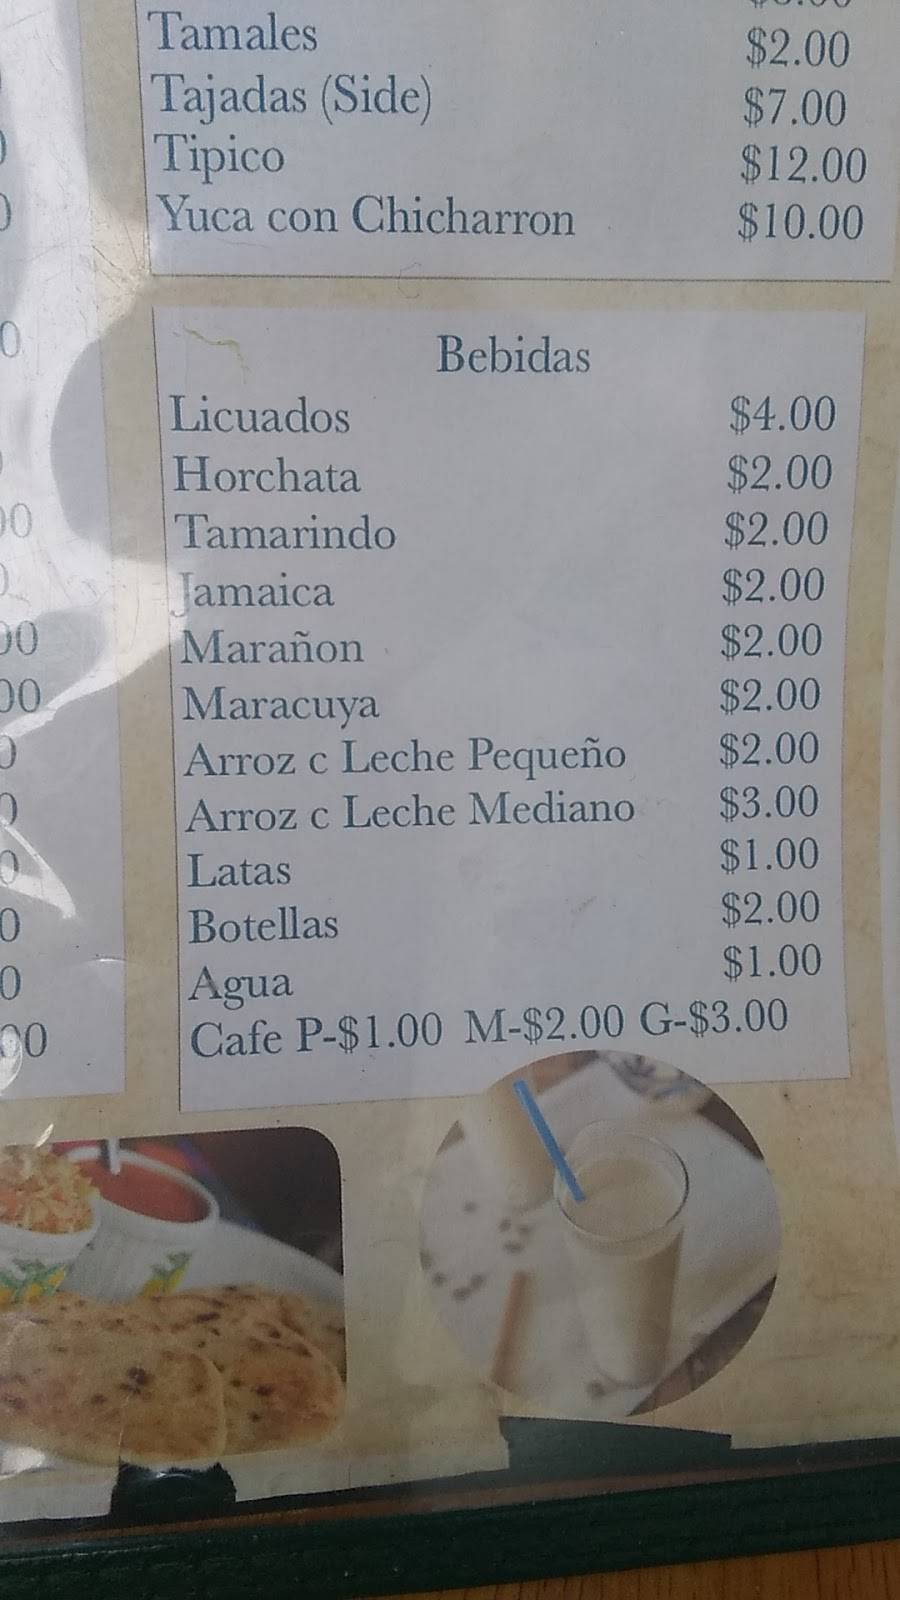 Tamales $2.00
Tajadas (Side) $7.00
Tipico $12.00
Yuca con Chicharron $10.00
Bebidas
Licuados $4.00
Horchata $2.00
Tamarindo $2.00
Jamaica $2.00
Marañon $2.00
Maracuya $2.00
Arroz c Leche Pequeño $2.00
Arroz c Leche Mediano $3.00
Latas $1.00
Botellas $2.00
Agua $1.00
Cafe P-$1.00 M-$2.00 G-$3.00